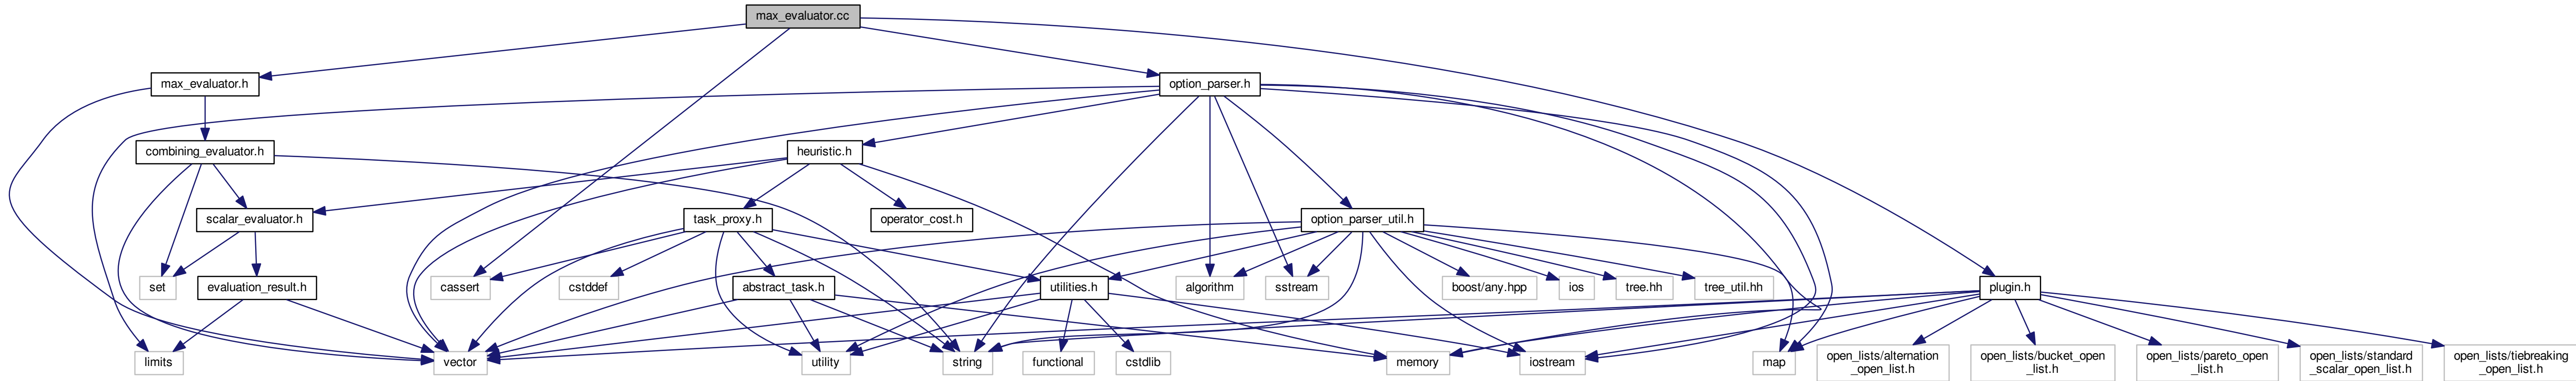 max_evaluator.cc
max_evaluator.h
option_parser.h
combining_evaluator.h
heuristic.h
scalar_evaluator.h
task_proxy.h
operator_cost.h
option_parser_util.h
set
evaluation_result.h
cassert
cstddef
abstract_task.h
utilities.h
algorithm
sstream
boost/any.hpp
ios
tree.hh
tree_util.hh
plugin.h
limits
vector
utility
string
functional
cstdlib
memory
iostream
map
open_lists/alternation
_open_list.h
open_lists/bucket_open
_list.h
open_lists/pareto_open
_list.h
open_lists/standard
_scalar_open_list.h
open_lists/tiebreaking
_open_list.h